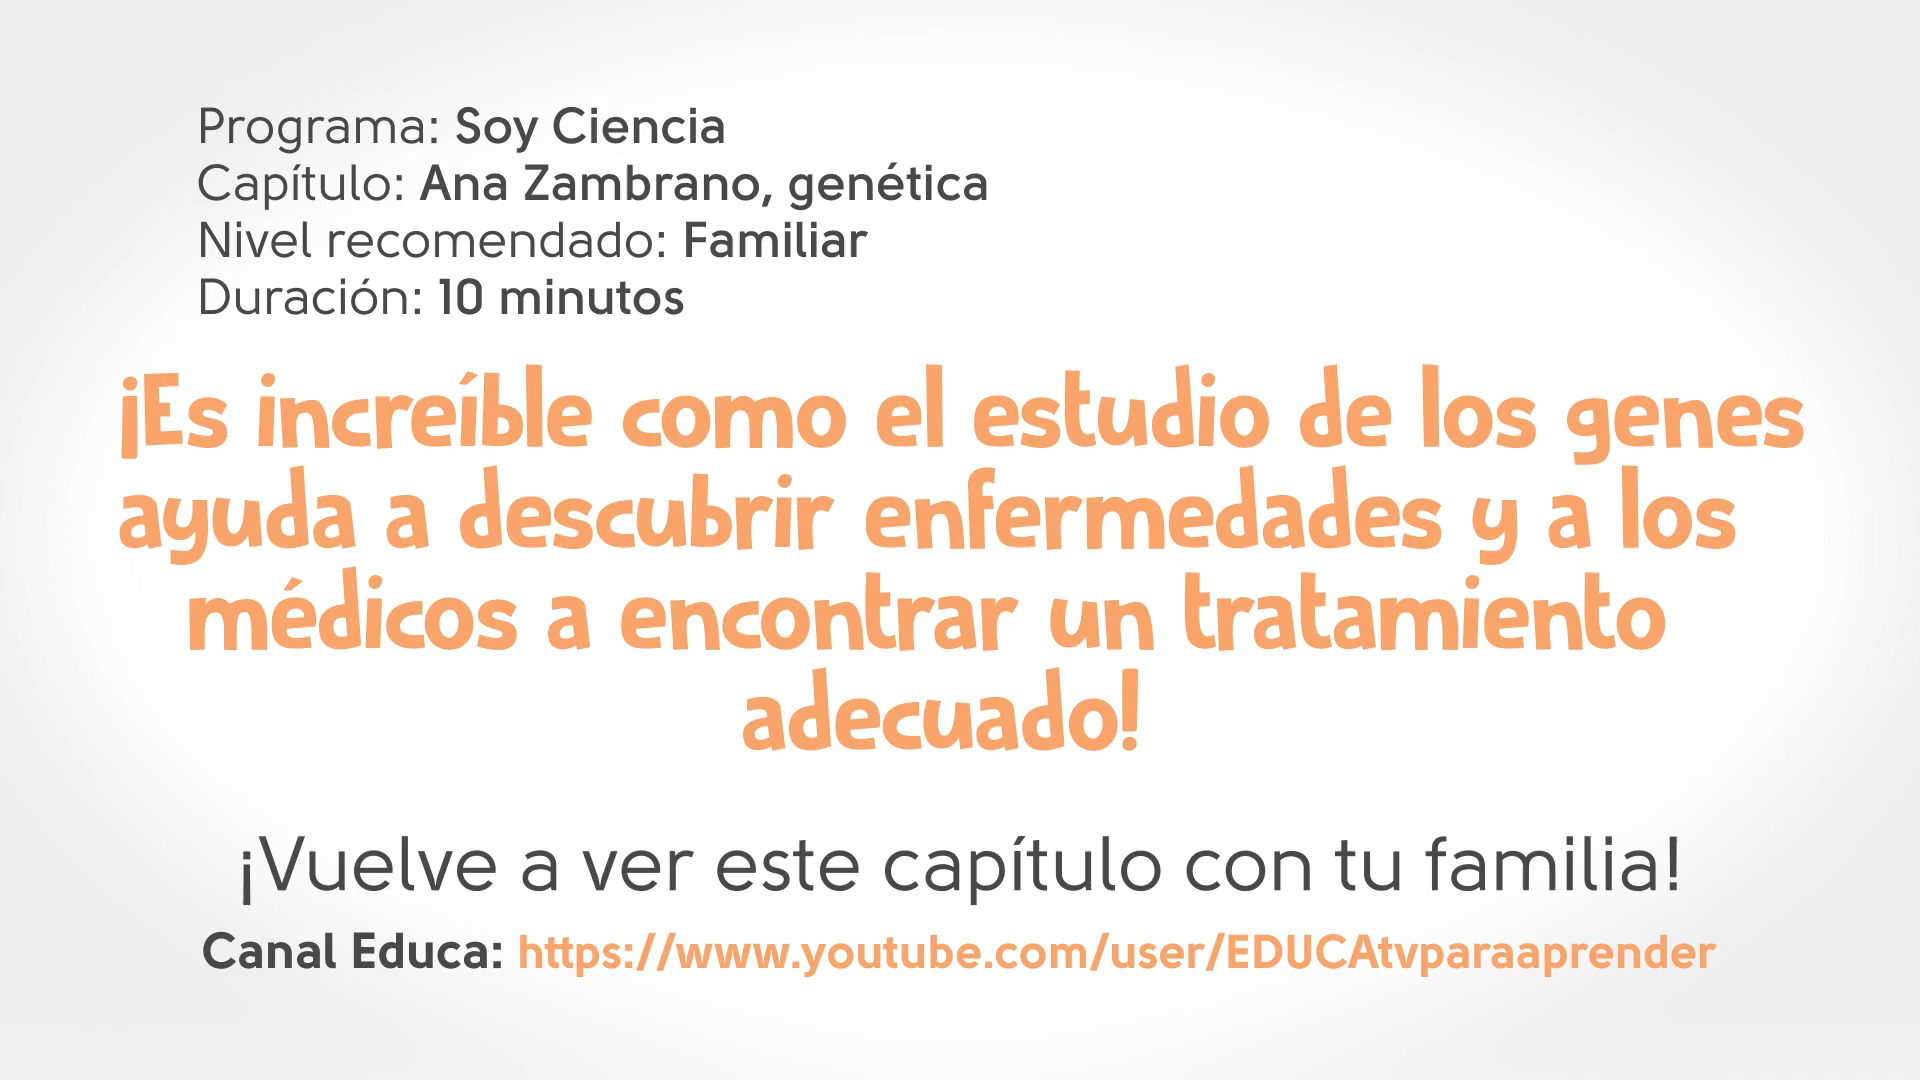 Programa: Soy Ciencia
Capítulo: Ana Zambrano, genética
Nivel recomendado: Familiar
Duración: 10 minutos
¡Es increíble como el estudio de los genes
ayuda a descubrir enfermedades y a los
médicos a encontrar un tratamiento
adecuado!
¡Vuelve a ver este capítulo con tu familia!
Canal Educa: https://www.youtube.com/user/EDUCAtvparaaprender